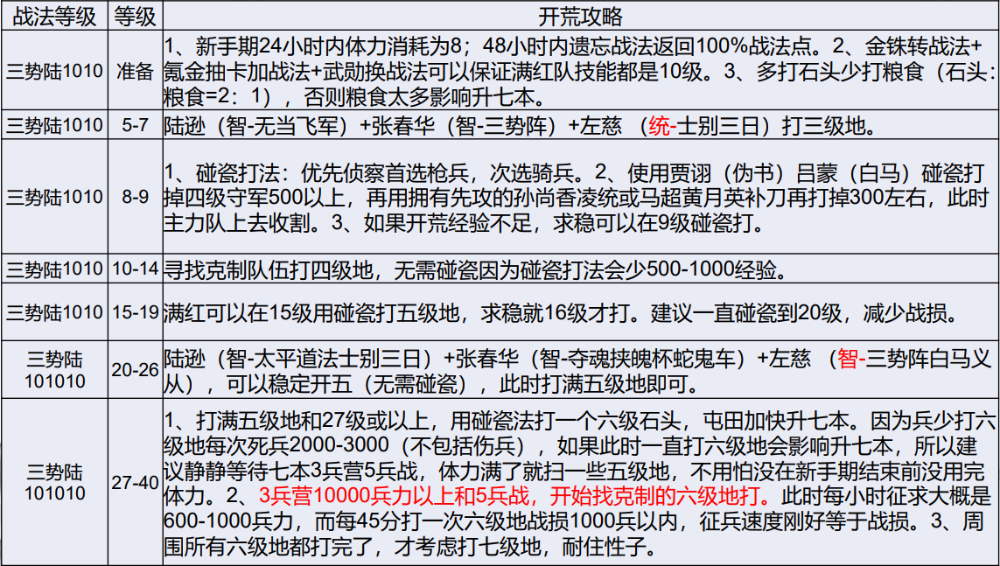 战法等级 等级 开荒攻略
三势陆1010 准备 1、新手期24小时内体力消耗为8；48小时内遗忘战法返回100%战法点。2、金铢转战法+
氪金抽卡加战法+武勋换战法可以保证满红队技能都是10级。3、多打石头少打粮食（石头：
粮食=2：1），否则粮食太多影响升七本。
三势陆1010 5-7 陆逊（智-无当飞军）+张春华（智-三势阵）+左慈 （统-士别三日）打三级地。
三势陆1010 8-9 1、碰瓷打法：优先侦察首选枪兵，次选骑兵。2、使用贾诩（伪书）吕蒙（白马）碰瓷打
掉四级守军500以上，再用拥有先攻的孙尚香凌统或马超黄月英补刀再打掉300左右，此时
主力队上去收割。3、如果开荒经验不足，求稳可以在9级碰瓷打。
三势陆1010 10-14 寻找克制队伍打四级地，无需碰瓷因为碰瓷打法会少500-1000经验。
三势陆1010 15-19 满红可以在15级用碰瓷打五级地，求稳就16级才打。建议一直碰瓷到20级，减少战损。
三势陆
101010 20-26 陆逊（智-太平道法士别三日）+张春华（智-夺魂挟魄杯蛇鬼车）+左慈 （智-三势阵白马义
从），可以稳定开五（无需碰瓷），此时打满五级地即可。
三势陆
101010 27-40 1、打满五级地和27级或以上，用碰瓷法打一个六级石头，屯田加快升七本。因为兵少打六
级地每次死兵2000-3000（不包括伤兵），如果此时一直打六级地会影响升七本，所以建
议静静等待七本3兵营5兵战，体力满了就扫一些五级地，不用怕没在新手期结束前没用完
体力。2、3兵营10000兵力以上和5兵战，开始找克制的六级地打。此时每小时征求大概是
600-1000兵力，而每45分打一次六级地战损1000兵以内，征兵速度刚好等于战损。3、周
围所有六级地都打完了，才考虑打七级地，耐住性子。